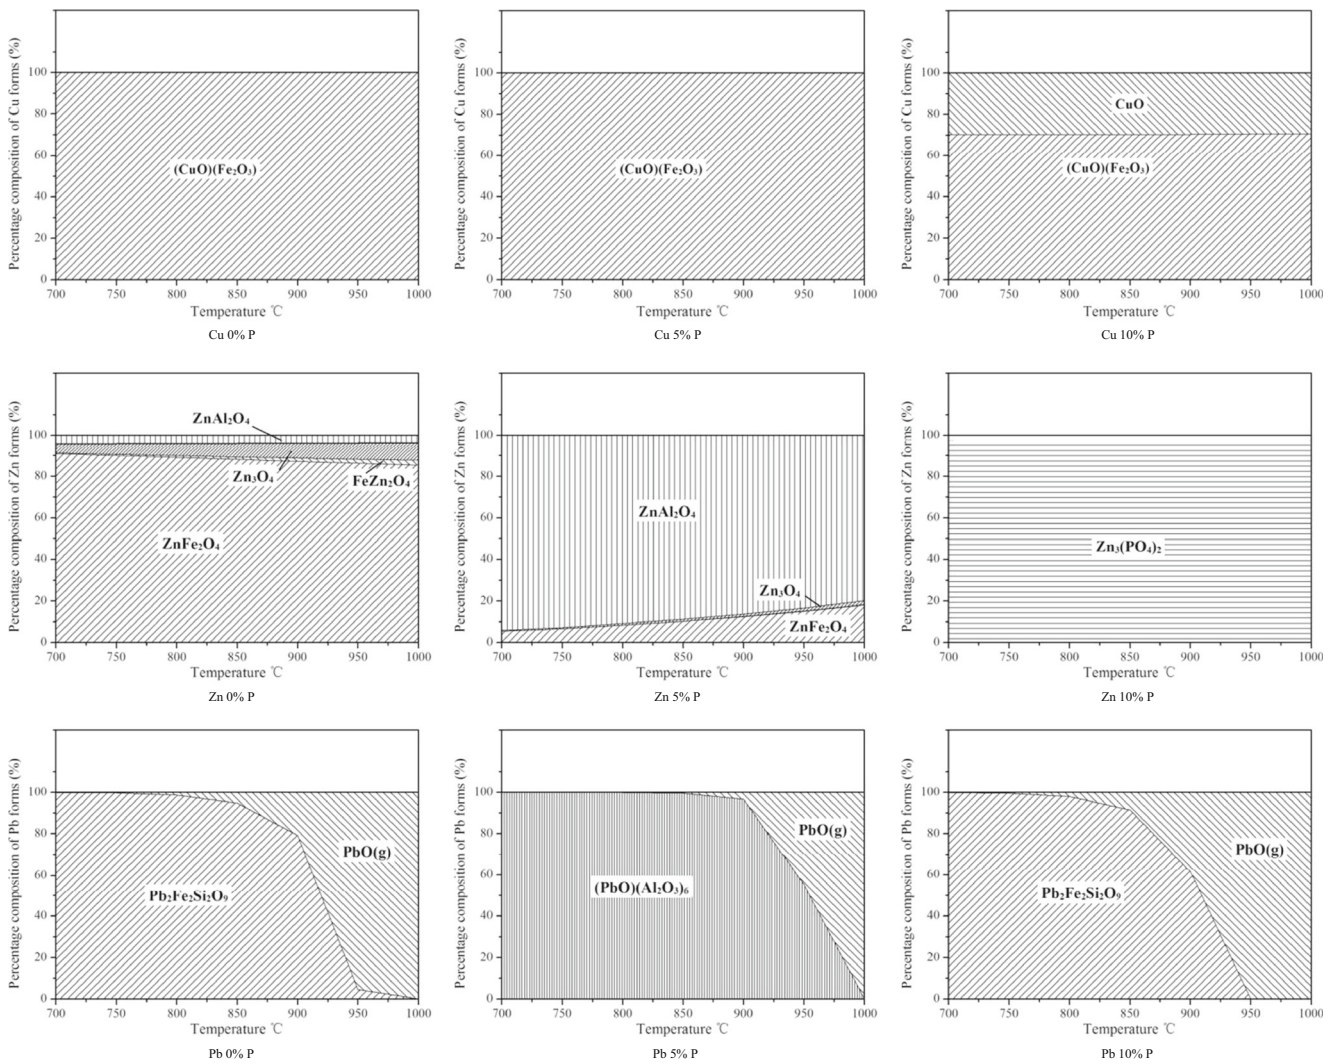 Percentage composition of Cu forms (%)
100
80
60
40
20
0
(CuO)(Fe₂O₃)
700 750 800 850 900 950 1000
Temperature ℃
Cu 0% P
Percentage composition of Cu forms (%)
100
80
60
40
20
0
(CuO)(Fe₂O₃)
700 750 800 850 900 950 1000
Temperature ℃
Cu 5% P
Percentage composition of Cu forms (%)
100
80
60
40
20
0
CuO
(CuO)(Fe₂O₃)
700 750 800 850 900 950 1000
Temperature ℃
Cu 10% P
Percentage composition of Zn forms (%)
100
80
60
40
20
0
ZnAl₂O₄
Zn₃O₄
FeZn₂O₄
ZnFe₂O₄
700 750 800 850 900 950 1000
Temperature ℃
Zn 0% P
Percentage composition of Zn forms (%)
100
80
60
40
20
0
ZnAl₂O₄
Zn₃O₄
ZnFe₂O₄
700 750 800 850 900 950 1000
Temperature ℃
Zn 5% P
Percentage composition of Zn forms (%)
100
80
60
40
20
0
Zn₃(PO₄)₂
700 750 800 850 900 950 1000
Temperature ℃
Zn 10% P
Percentage composition of Pb forms (%)
100
80
60
40
20
0
PbO(g)
Pb₂Fe₂Si₂O₉
700 750 800 850 900 950 1000
Temperature ℃
Pb 0% P
Percentage composition of Pb forms (%)
100
80
60
40
20
0
PbO(g)
(PbO)(Al₂O₃)₆
700 750 800 850 900 950 1000
Temperature ℃
Pb 5% P
Percentage composition of Pb forms (%)
100
80
60
40
20
0
PbO(g)
Pb₂Fe₂Si₂O₉
700 750 800 850 900 950 1000
Temperature ℃
Pb 10% P